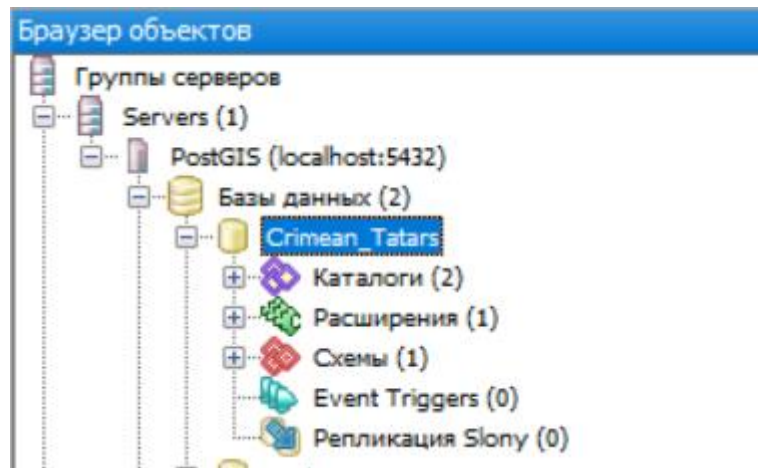 Браузер объектов
Группы серверов
Servers (1)
PostGIS (localhost:5432)
Базы данных (2)
Crimean_Tatars
Каталоги (2)
Расширения (1)
Схемы (1)
Event Triggers (0)
Репликация Slony (0)